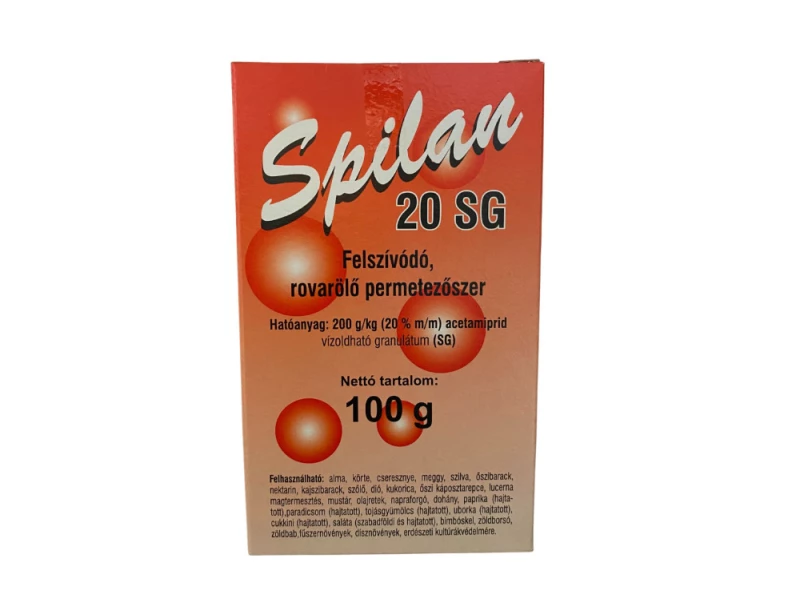 Spilan
20 SG
Felszívódó,
rovarölő permetezőszer
Hatóanyag: 200 g/kg (20 % m/m) acetamiprid
vízoldható granulátum (SG)
Nettó tartalom:
100 g
Felhasználható: alma, körte, cseresznye, meggy, szilva, őszibarack,
nektarin, kajszibarack, szőlő, dió, kukorica, őszi káposztarepce, lucerna
magtermesztés, mustár, olajretek, napraforgó, dohány, paprika (hajta-
tott),paradicsom (hajtatott), tojásgyümölcs (hajtatott), uborka (hajtatott),
cukkini (hajtatott), saláta (szabadföldi és hajtatott), bimbóskel, zöldborsó,
zöldbab,fűszernövények, dísznövények, erdészeti kultúrákvédelmére.